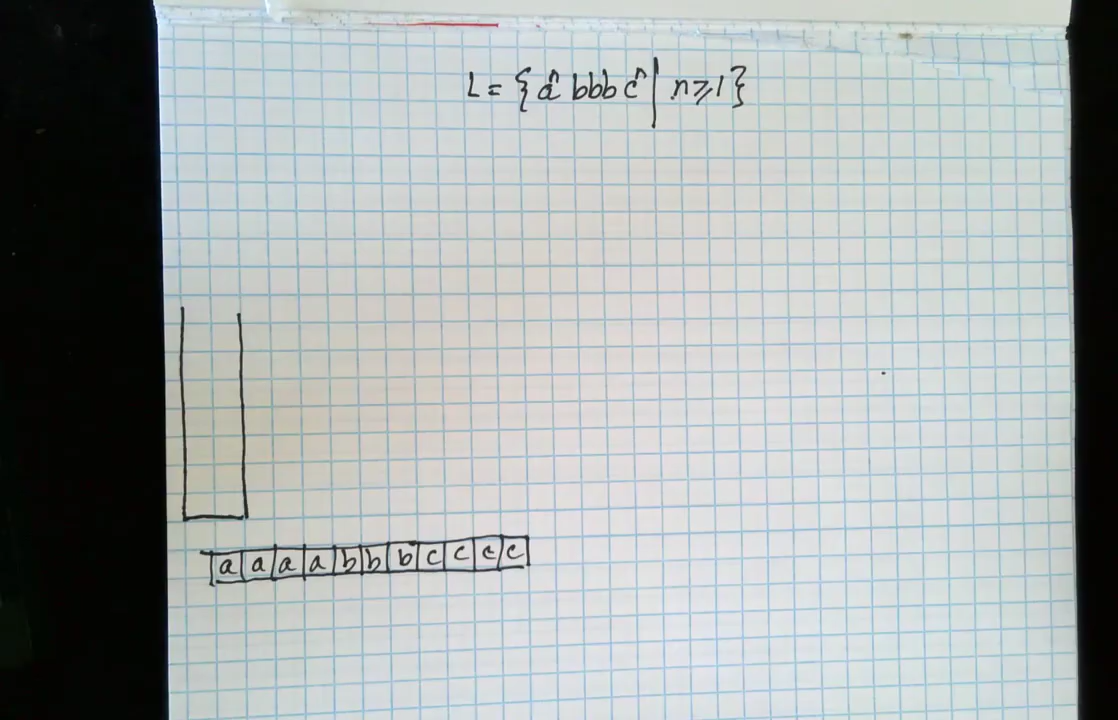 L = {aⁿ bbb cⁿ | n ≥ 1}
a a a a b b b c c c c